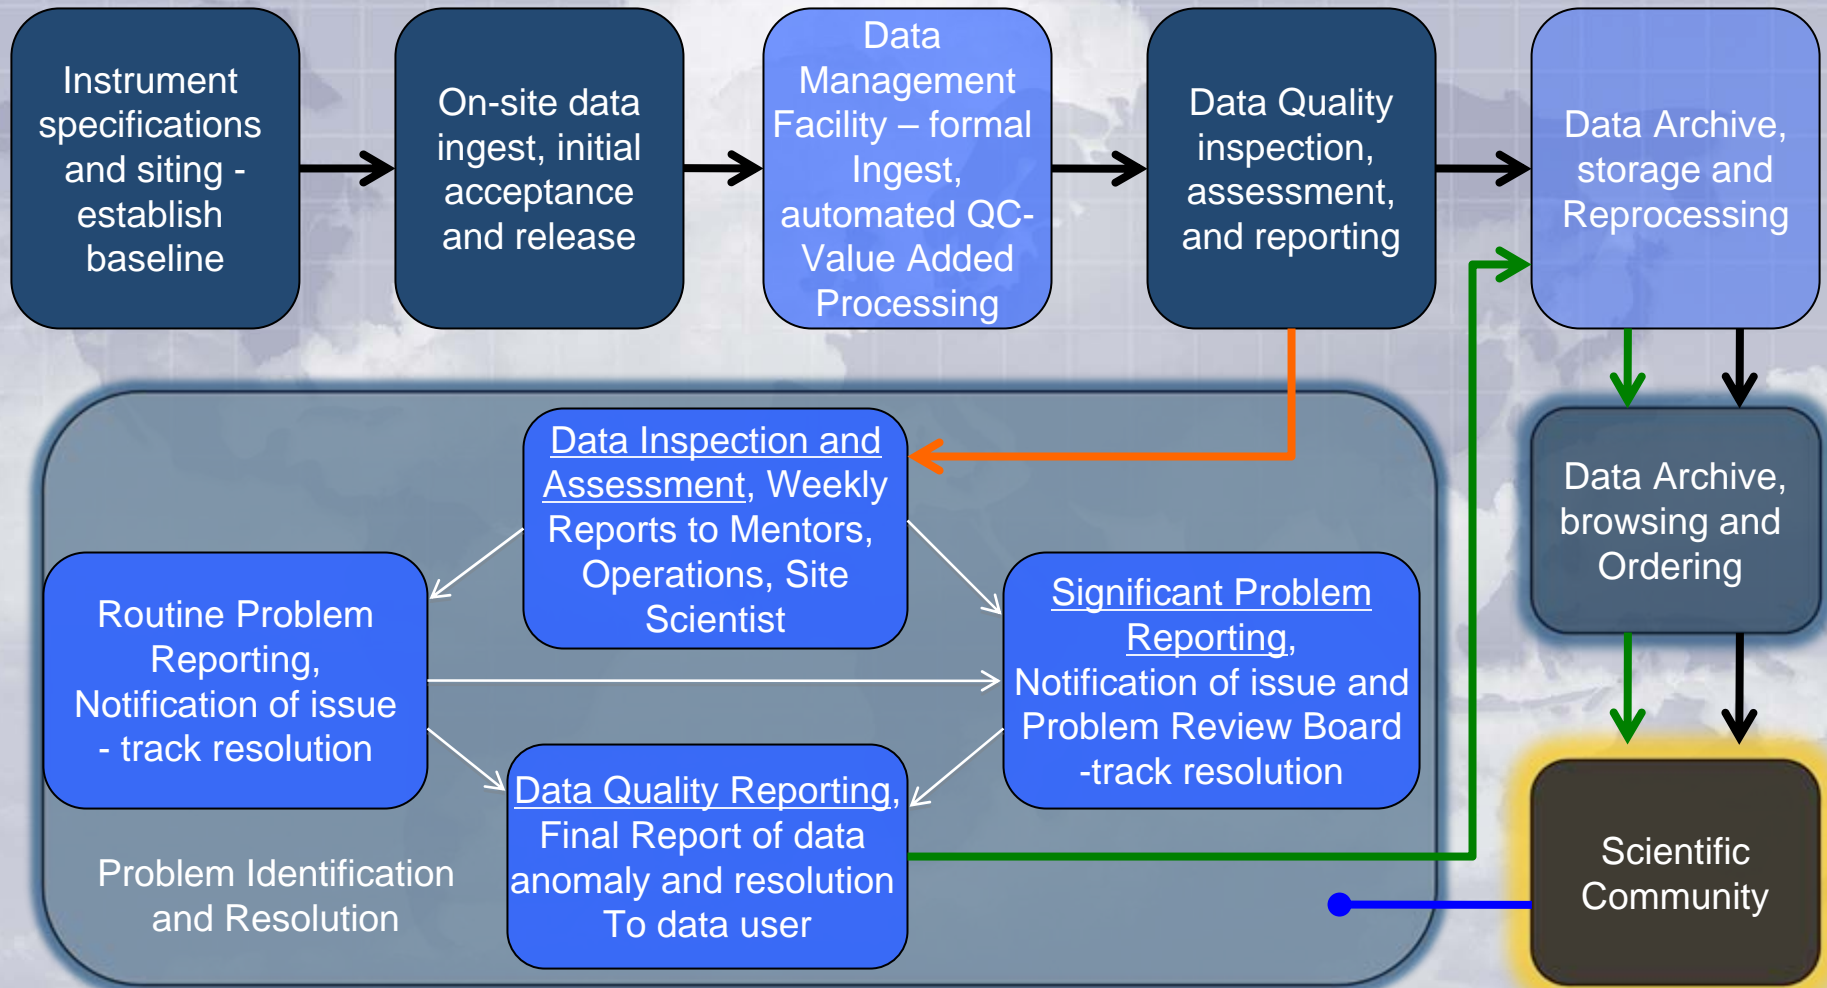 Instrument
specifications
and siting -
establish
baseline
On-site data
ingest, initial
acceptance
and release
Data
Management
Facility – formal
Ingest,
automated QC-
Value Added
Processing
Data Quality
inspection,
assessment,
and reporting
Data Archive,
storage and
Reprocessing
Data Inspection and
Assessment, Weekly
Reports to Mentors,
Operations, Site
Scientist
Data Archive,
browsing and
Ordering
Routine Problem
Reporting,
Notification of issue
- track resolution
Significant Problem
Reporting,
Notification of issue and
Problem Review Board
-track resolution
Data Quality Reporting,
Final Report of data
anomaly and resolution
To data user
Problem Identification
and Resolution
Scientific
Community